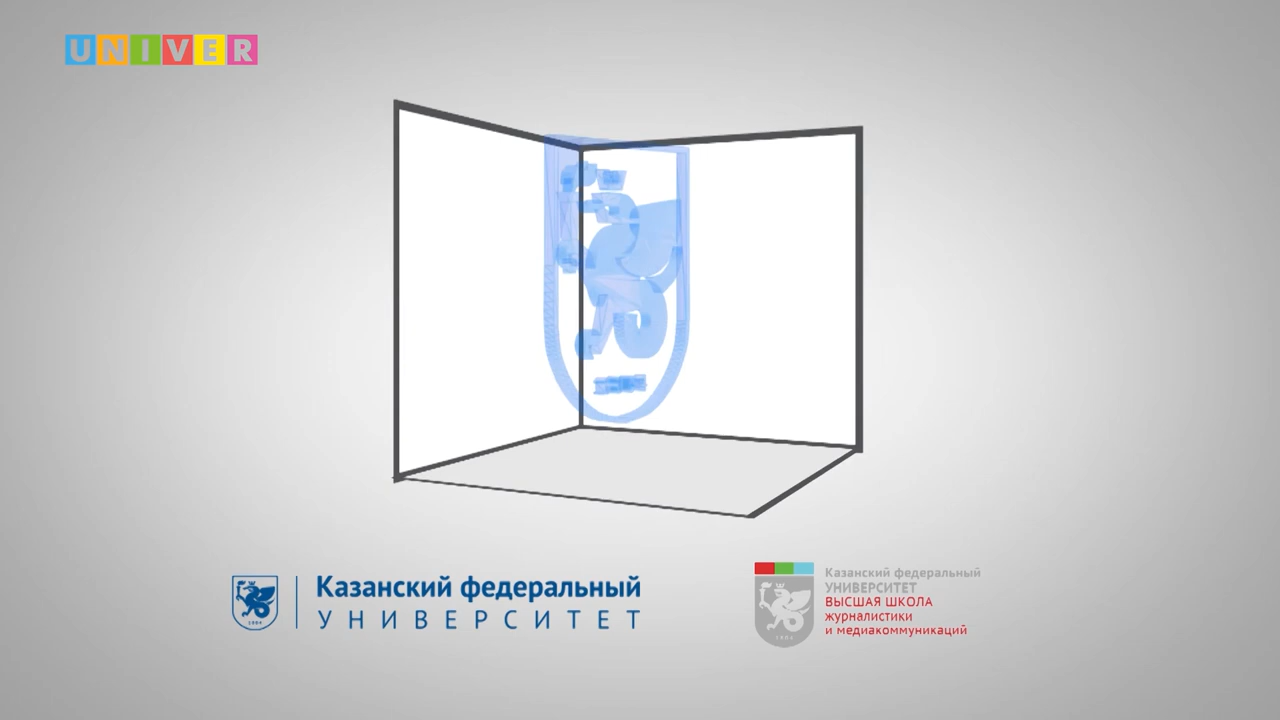 UNIVER
Казанский федеральный
УНИВЕРСИТЕТ
Казанский федеральный
УНИВЕРСИТЕТ
ВЫСШАЯ ШКОЛА
журналистики
и медиакоммуникаций